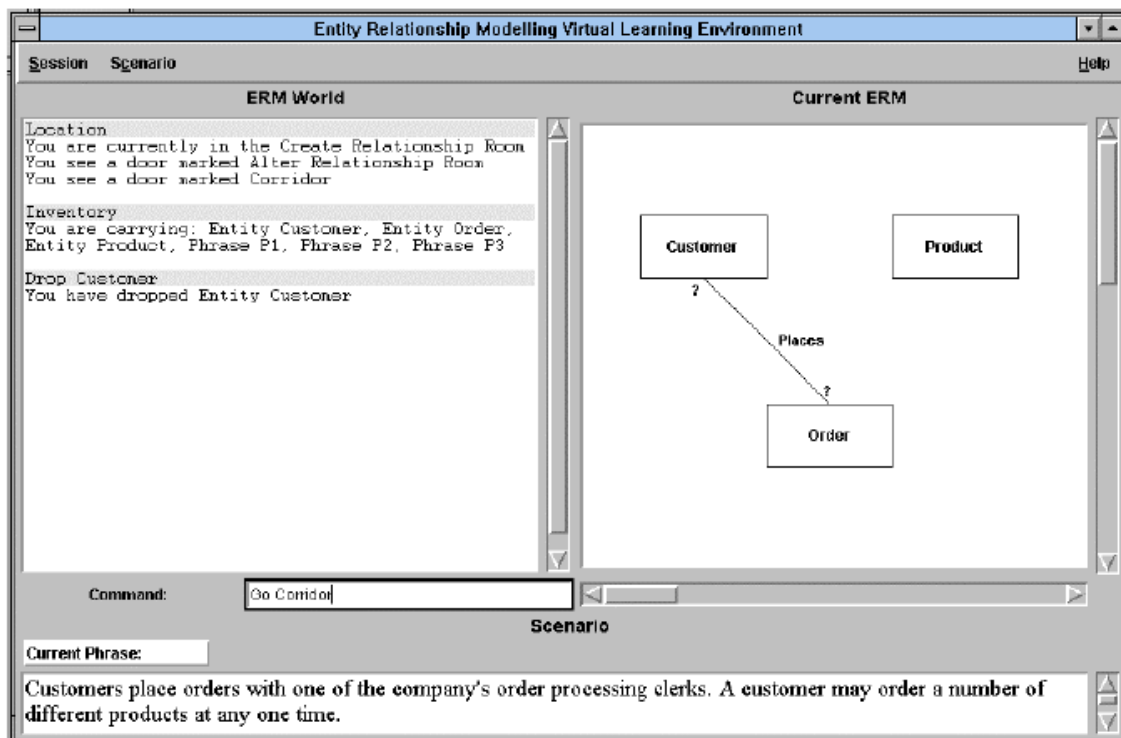 Entity Relationship Modelling Virtual Learning Environment
Session Scenario Help
ERM World
Location
You are currently in the Create Relationship Room
You see a door marked Alter Relationship Room
You see a door marked Corridor
Inventory
You are carrying: Entity Customer, Entity Order,
Entity Product, Phrase P1, Phrase P2, Phrase P3
Drop Customer
You have dropped Entity Customer
Current ERM
Customer
Product
?
Places
?
Order
Command: Go Corridor
Scenario
Current Phrase:
Customers place orders with one of the company's order processing clerks. A customer may order a number of
different products at any one time.